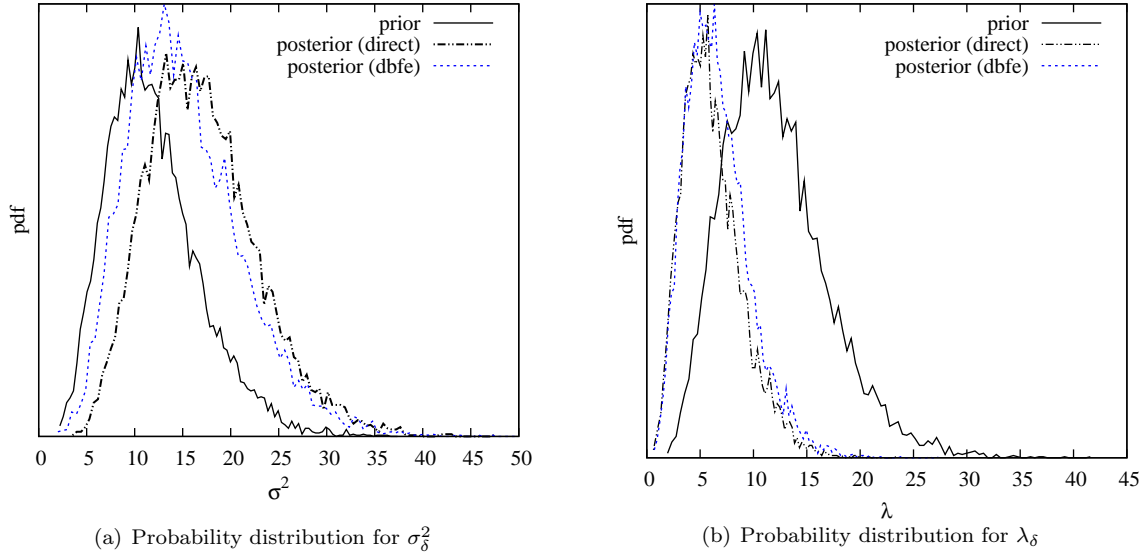 prior
posterior (direct)
posterior (dbfe)
pdf
0 5 10 15 20 25 30 35 40 45 50
σ²
(a) Probability distribution for σ²_δ
prior
posterior (direct)
posterior (dbfe)
pdf
0 5 10 15 20 25 30 35 40 45
λ
(b) Probability distribution for λ_δ